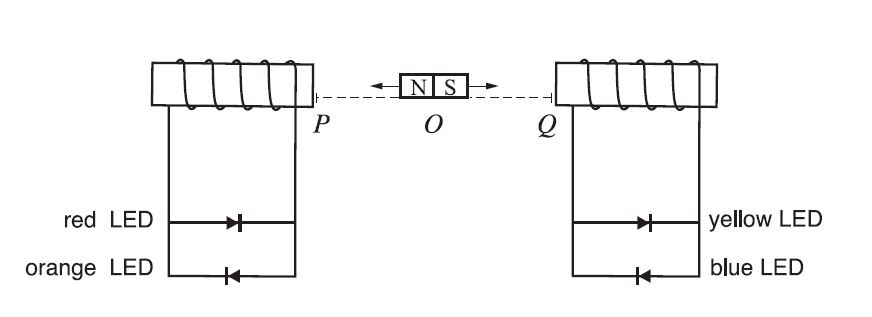 N S
P O Q
red LED yellow LED
orange LED blue LED